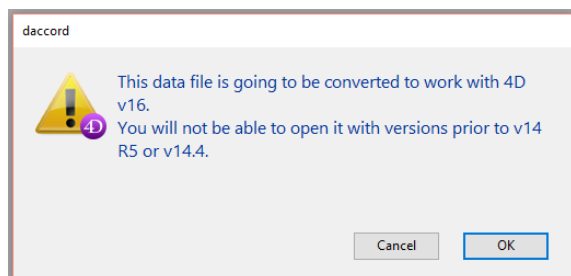 daccord
This data file is going to be converted to work with 4D
v16.
You will not be able to open it with versions prior to v14
R5 or v14.4.
4D
Cancel
OK